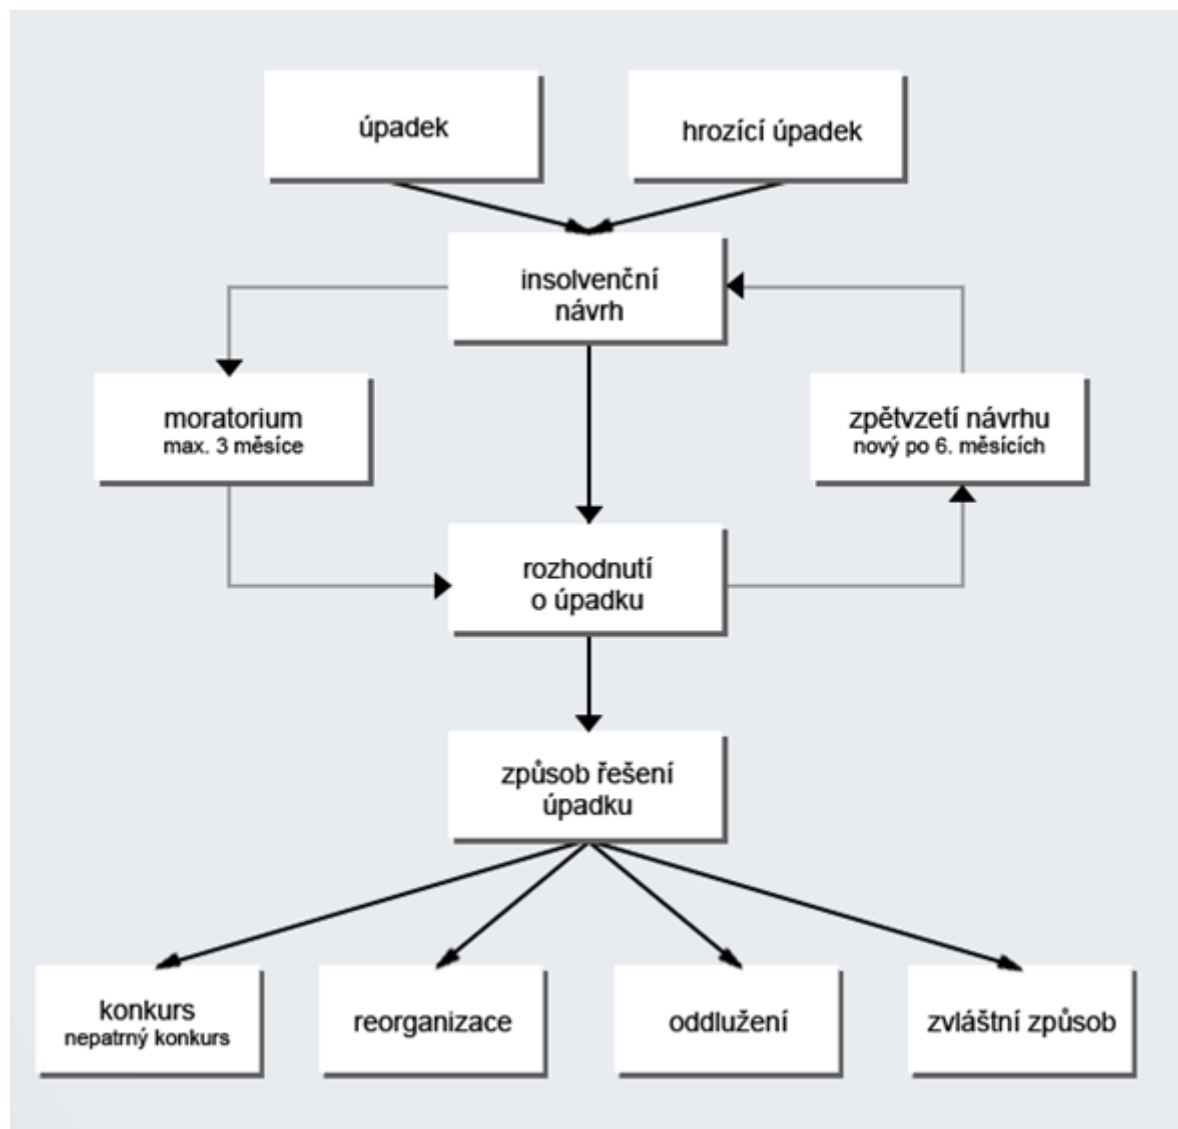 úpadek
hrozící úpadek
insolvenční
návrh
moratorium
max. 3 měsíce
zpětvzetí návrhu
nový po 6. měsících
rozhodnutí
o úpadku
způsob řešení
úpadku
konkurs
nepatrný konkurs
reorganizace
oddlužení
zvláštní způsob